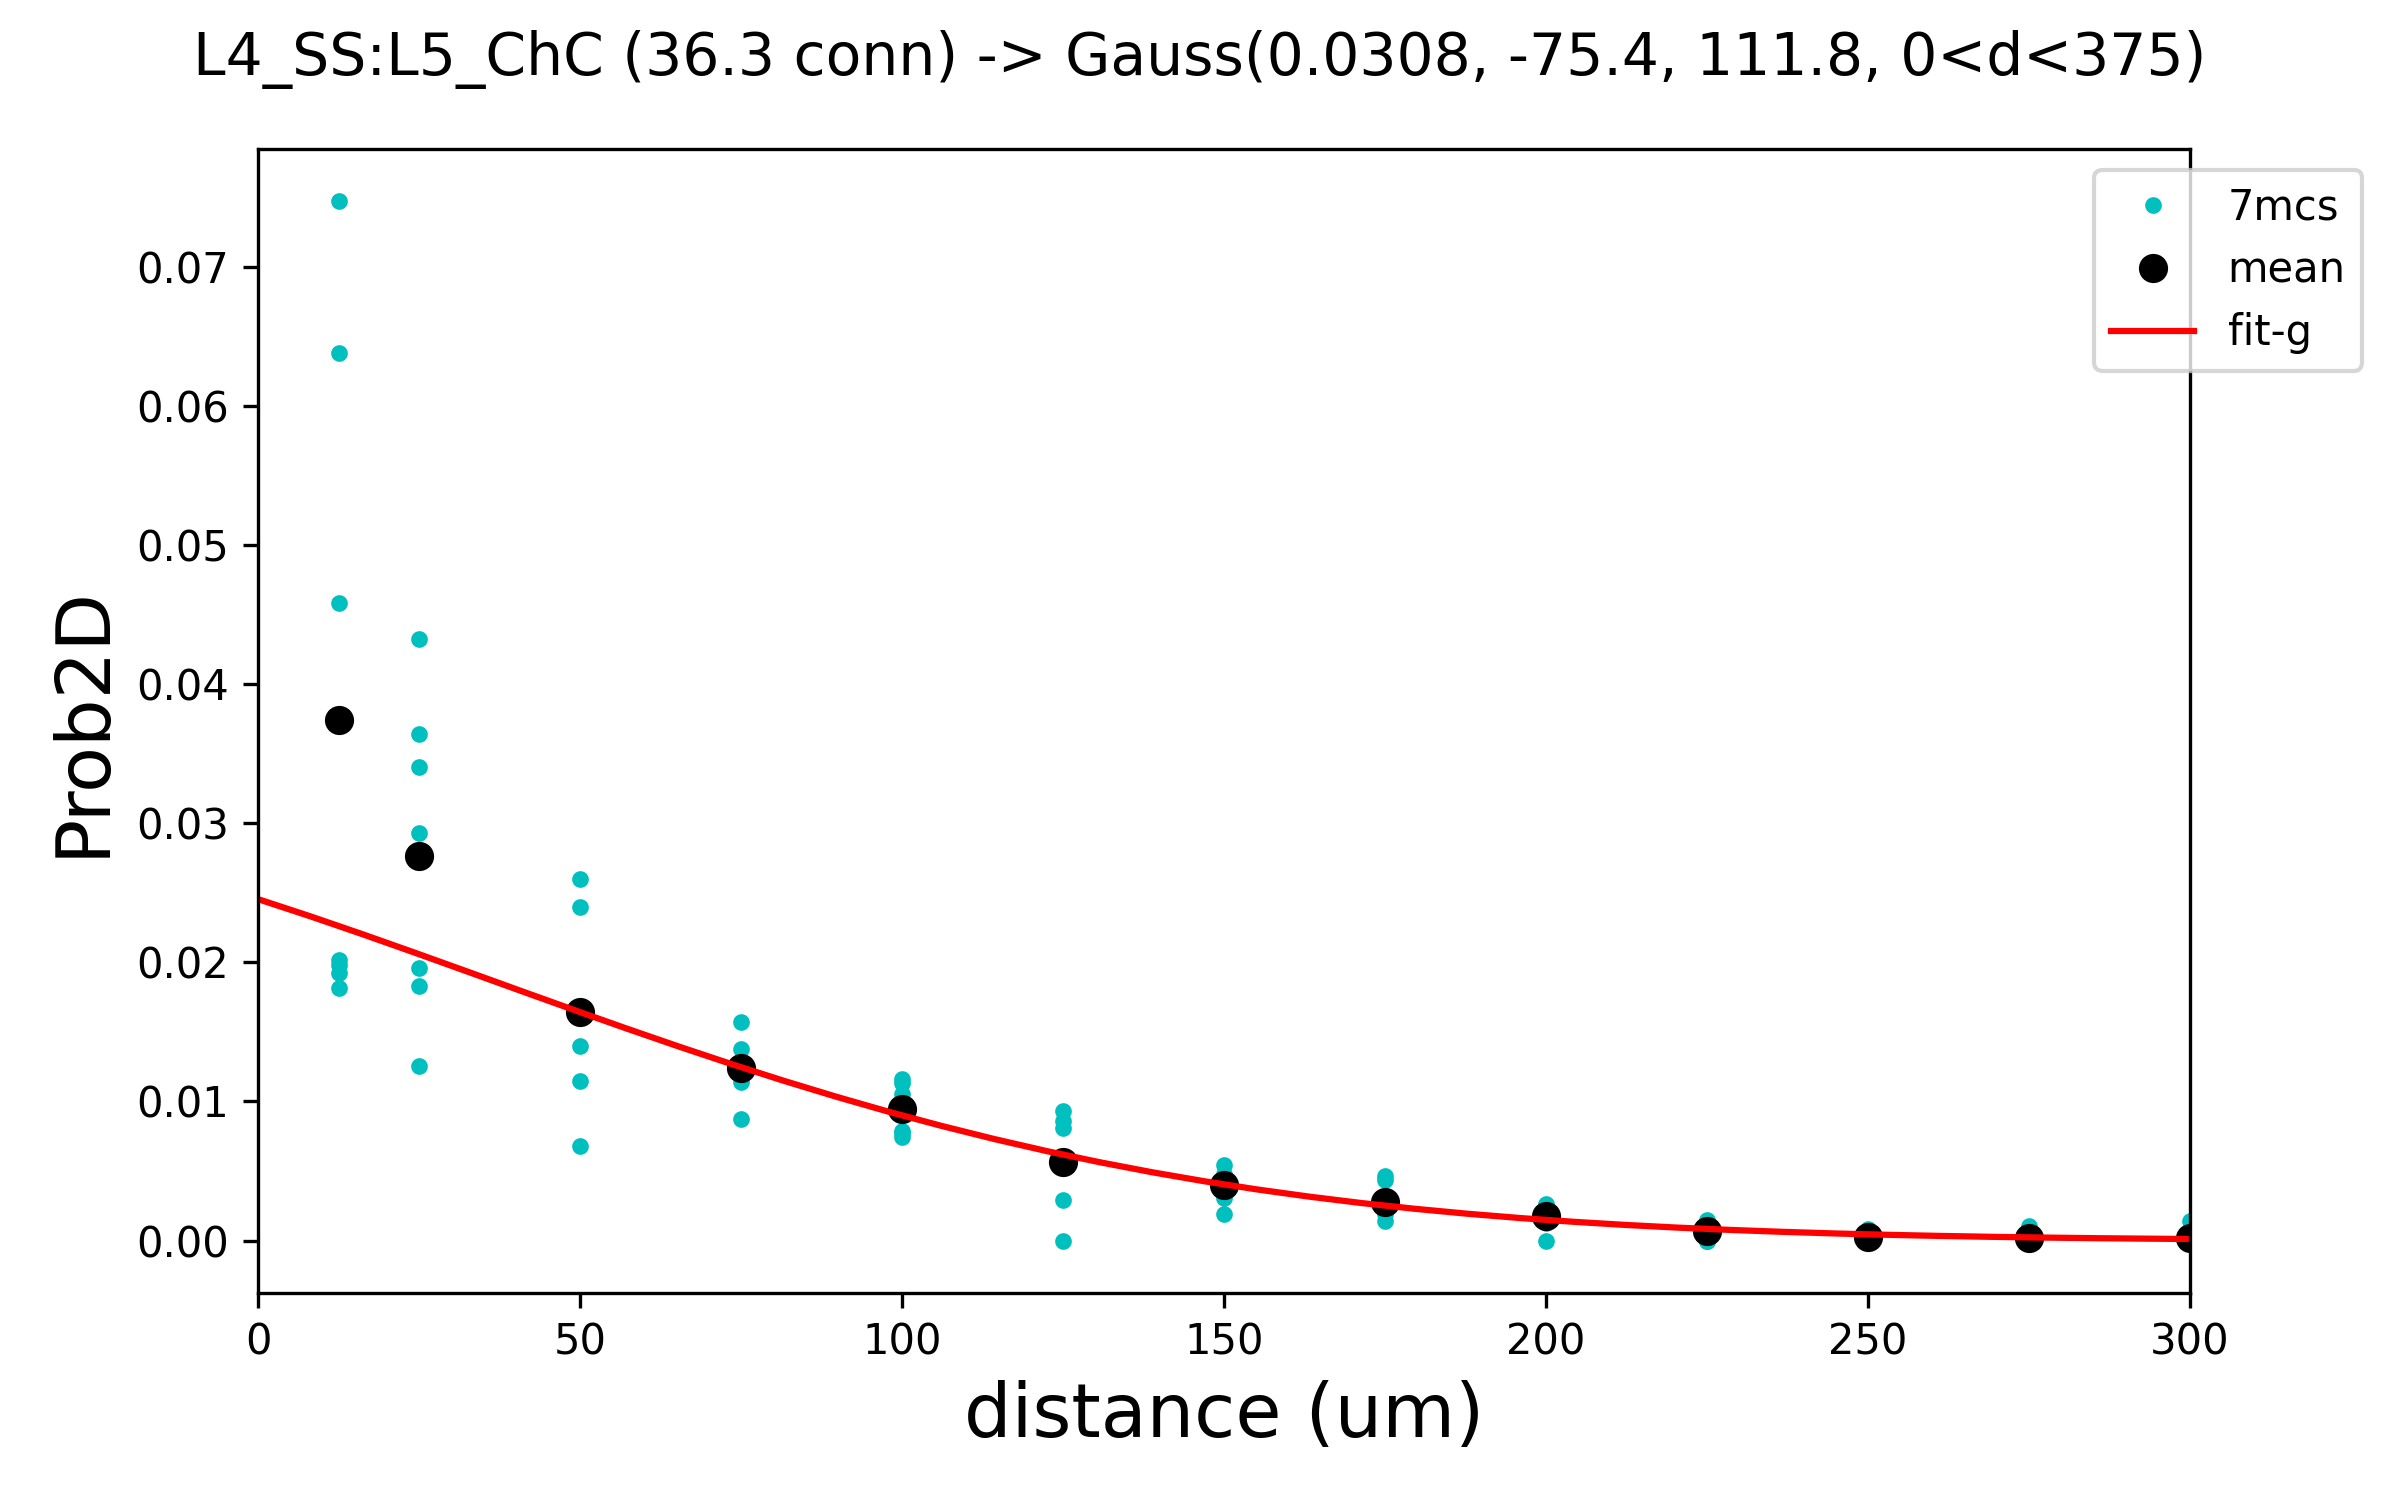 L4_SS:L5_ChC (36.3 conn) -> Gauss(0.0308, -75.4, 111.8, 0<d<375)
7mcs
mean
fit-g
Prob2D
0.07
0.06
0.05
0.04
0.03
0.02
0.01
0.00
0 50 100 150 200 250 300
distance (um)